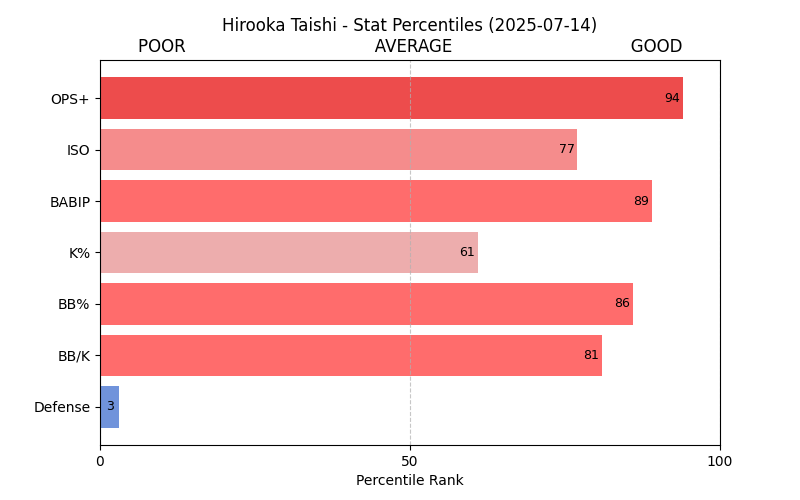 Hirooka Taishi - Stat Percentiles (2025-07-14)
POOR AVERAGE GOOD
OPS+ 94
ISO 77
BABIP 89
K% 61
BB% 86
BB/K 81
Defense 3
0 50 100
Percentile Rank